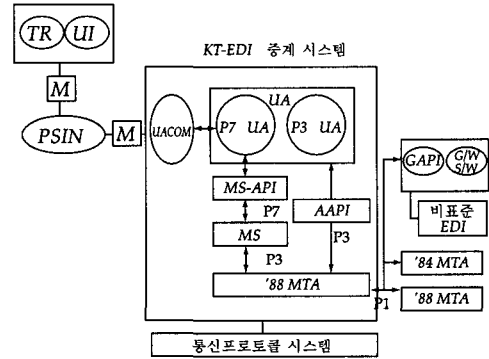 KT-EDI 중계 시스템
TR UI
M
PSIN
M
UACOM
UA
P7 UA
P3 UA
MS-API
AAPI
P7
P3
MS
P3
'88 MTA
P1
GAPI
G/W
S/W
비표준
EDI
'84 MTA
'88 MTA
통신프로토콜 시스템